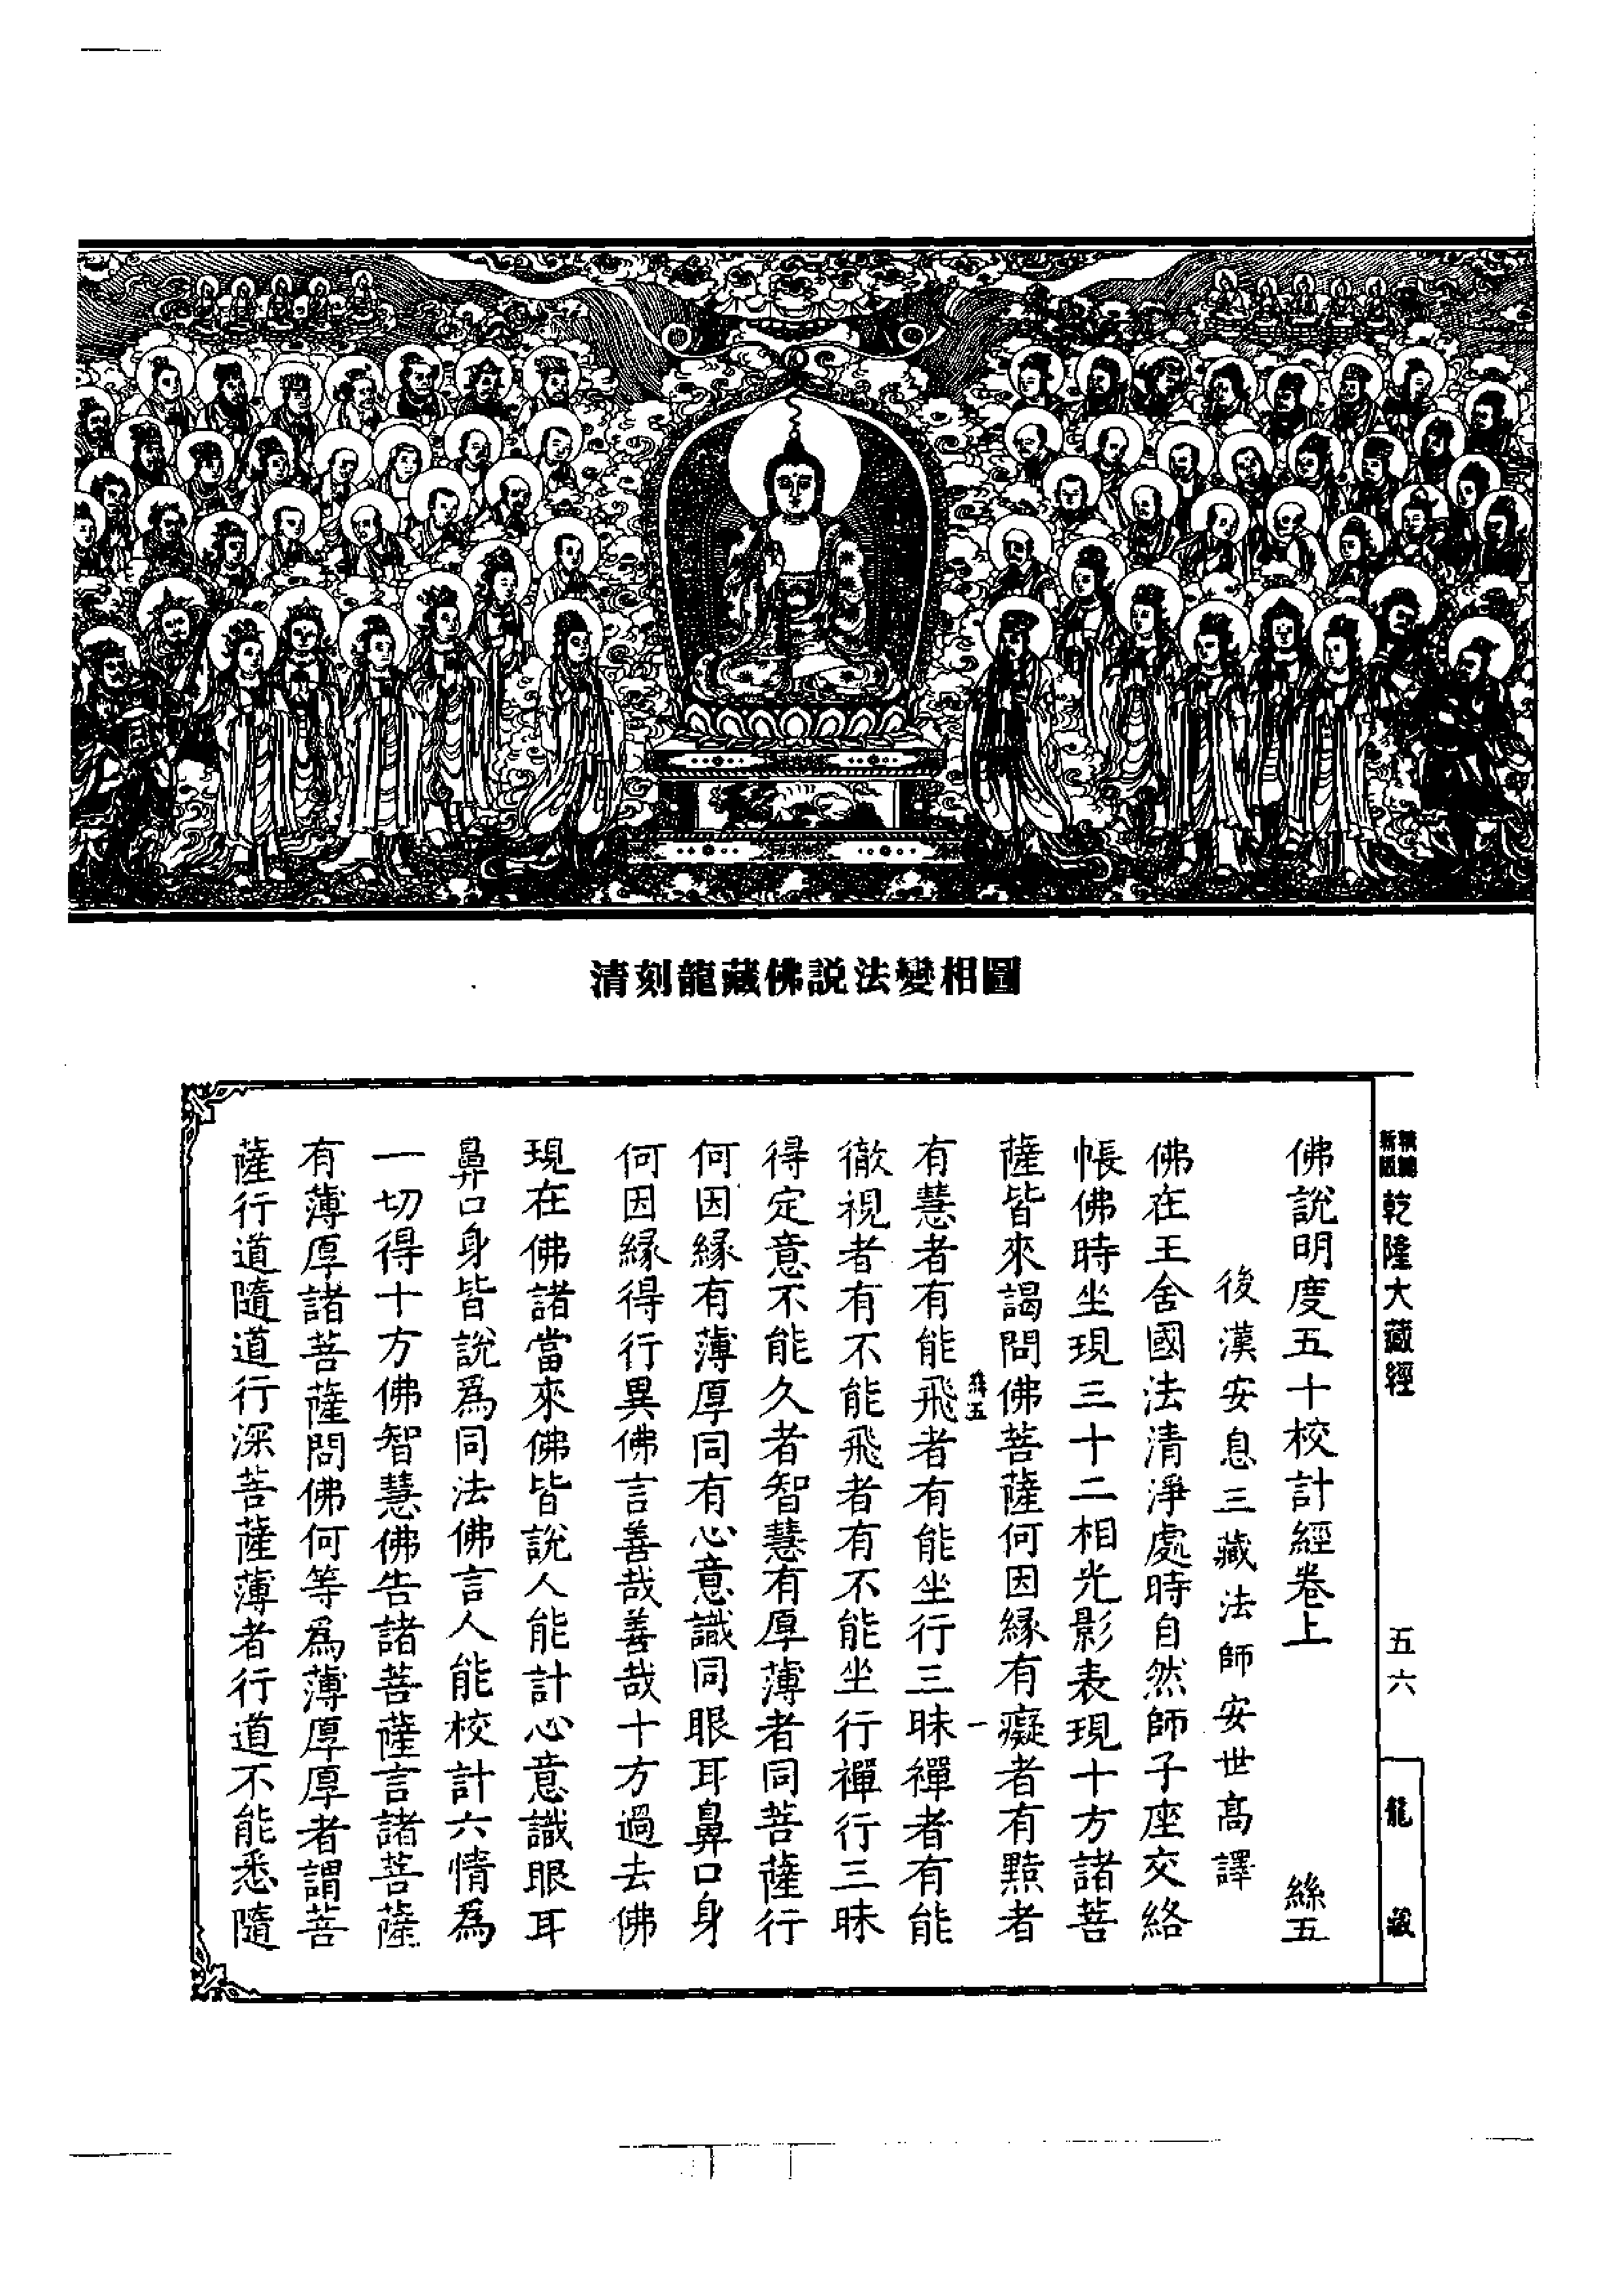 清刻龍藏佛説法變相圖
新版
精縮
乾隆大藏經
五六
龍藏
佛說明度五十校計經卷上 絲五
後漢安息三藏法師安世高譯
佛在王舍國法清淨處時自然師子座交絡
帳佛時坐現三十二相光影表現十方諸菩
薩皆來謁問佛菩薩何因緣有癡者有黠者
絲五 一
有慧者有能飛者有能坐行三昧禪者有能
徹視者有不能飛者有不能坐行禪行三昧
得定意不能久者智慧有厚薄者同菩薩行
何因緣有薄厚同有心意識同眼耳鼻口身
何因緣得行異佛言善哉善哉十方過去佛
現在佛諸當來佛皆說人能計心意識眼耳
鼻口身皆說爲同法佛言人能校計六情爲
一切得十方佛智慧佛告諸菩薩言諸菩薩
有薄厚諸菩薩問佛何等爲薄厚厚者謂菩
薩行道隨道行深菩薩薄者行道不能悉隨